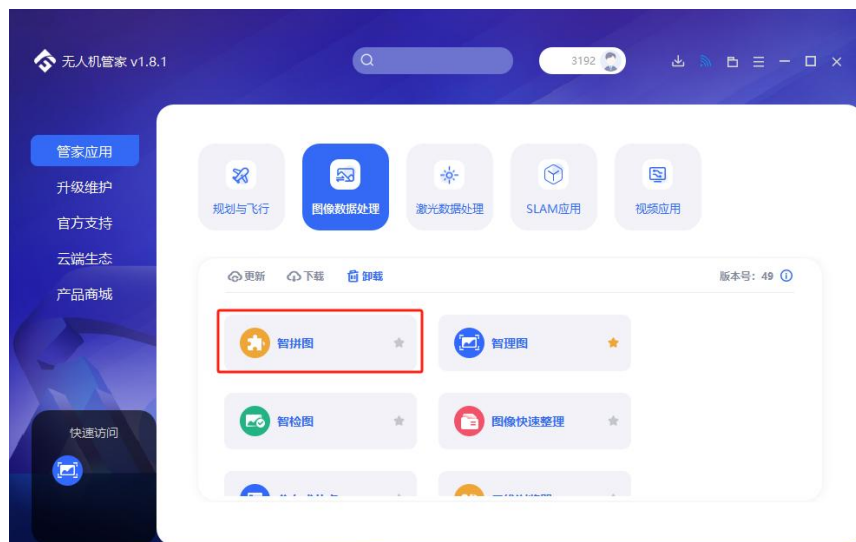 无人机管家 v1.8.1
3192
管家应用
升级维护
官方支持
云端生态
产品商城
快速访问
规划与飞行 图像数据处理 激光数据处理 SLAM应用 视频应用
更新 下载 卸载 版本号：49
智拼图 智理图
智检图 图像快速整理